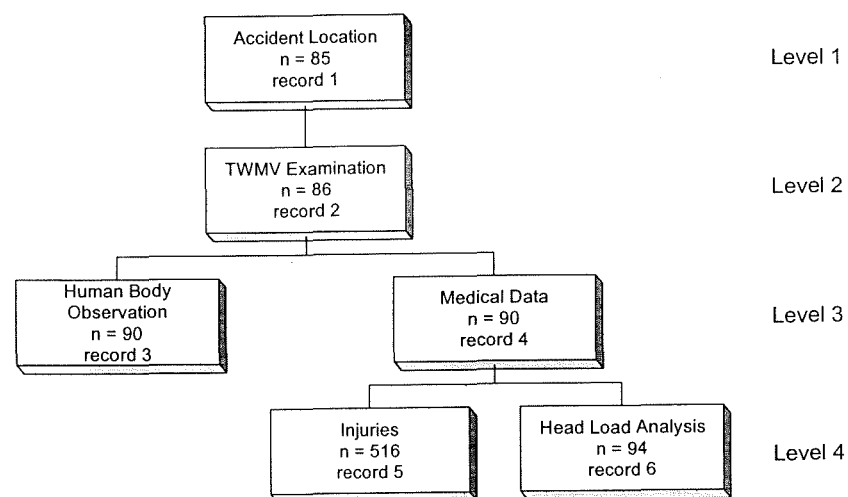 Accident Location
n = 85
record 1
Level 1
TWMV Examination
n = 86
record 2
Level 2
Human Body
Observation
n = 90
record 3
Medical Data
n = 90
record 4
Level 3
Injuries
n = 516
record 5
Head Load Analysis
n = 94
record 6
Level 4